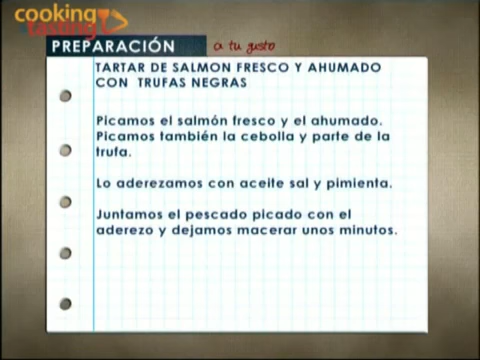 cooking
tasting
PREPARACIÓN a tu gusto
TARTAR DE SALMON FRESCO Y AHUMADO
CON TRUFAS NEGRAS
Picamos el salmón fresco y el ahumado.
Picamos también la cebolla y parte de la
trufa.
Lo aderezamos con aceite sal y pimienta.
Juntamos el pescado picado con el
aderezo y dejamos macerar unos minutos.